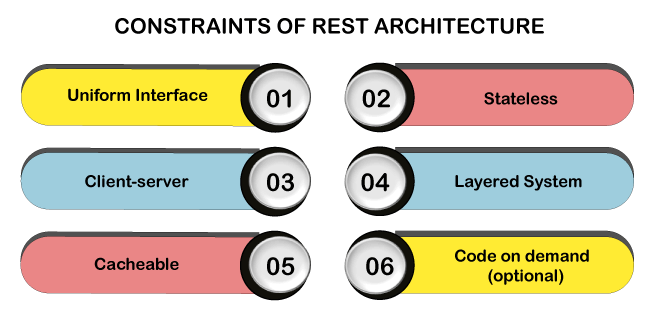 CONSTRAINTS OF REST ARCHITECTURE
Uniform Interface 01
02 Stateless
Client-server 03
04 Layered System
Cacheable 05
06 Code on demand
(optional)